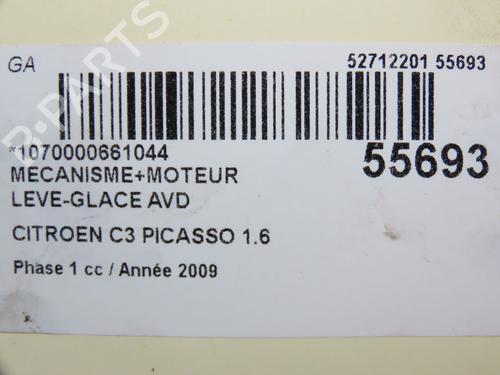 GA
52712201 55693
*1070000661044
55693
MECANISME+MOTEUR
LEVE-GLACE AVD
CITROEN C3 PICASSO 1.6
Phase 1 cc / Année 2009
B-PARTS